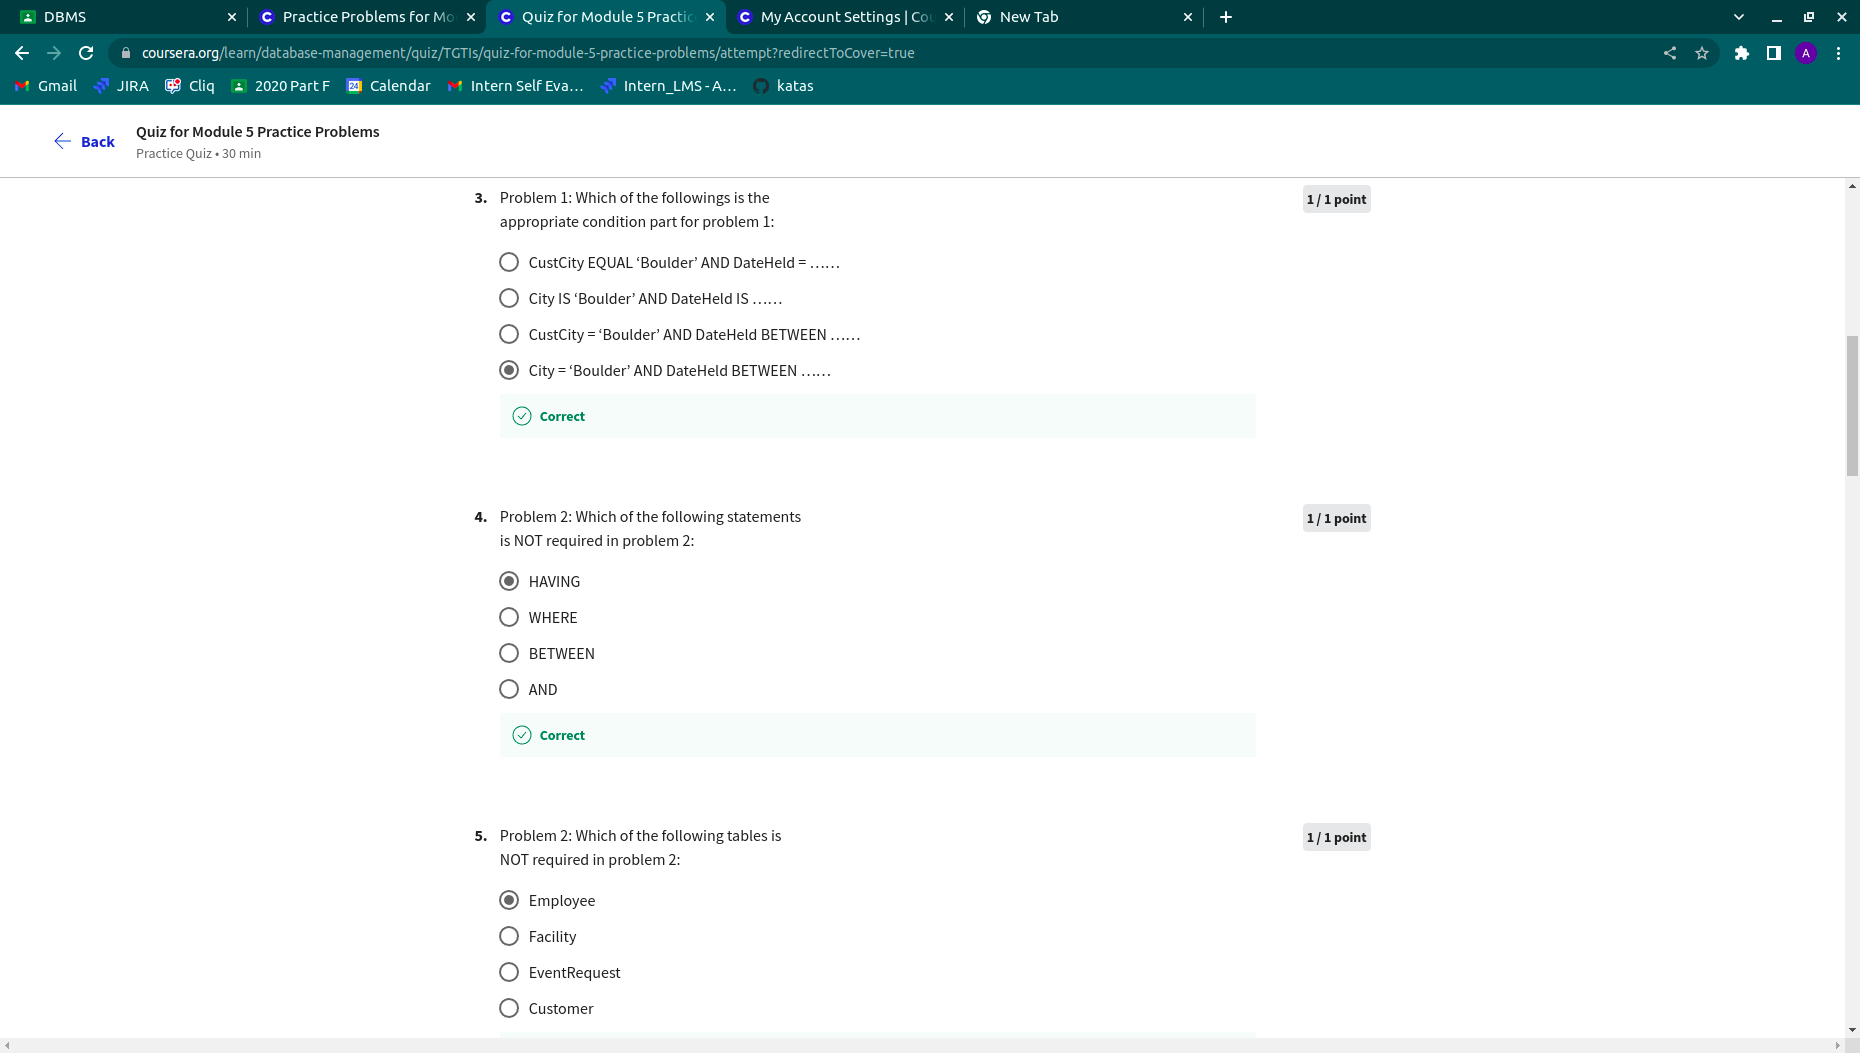 DBMS
Practice Problems for Mo
Quiz for Module 5 Practic
My Account Settings | Cou
New Tab
coursera.org/learn/database-management/quiz/TGTIs/quiz-for-module-5-practice-problems/attempt?redirectToCover=true
A
Gmail
JIRA
Cliq
2020 Part F
24
Calendar
Intern Self Eva...
Intern_LMS - A...
katas
Back
Quiz for Module 5 Practice Problems
Practice Quiz • 30 min
3. Problem 1: Which of the followings is the
appropriate condition part for problem 1:
1 / 1 point
CustCity EQUAL ‘Boulder’ AND DateHeld = ……
City IS ‘Boulder’ AND DateHeld IS ……
CustCity = ‘Boulder’ AND DateHeld BETWEEN ……
City = ‘Boulder’ AND DateHeld BETWEEN ……
Correct
4. Problem 2: Which of the following statements
is NOT required in problem 2:
1 / 1 point
HAVING
WHERE
BETWEEN
AND
Correct
5. Problem 2: Which of the following tables is
NOT required in problem 2:
1 / 1 point
Employee
Facility
EventRequest
Customer